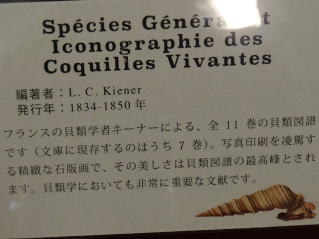 Spécies Général et
Iconographie des
Coquilles Vivantes
編著者：L. C. Kiener
発行年：1834-1850 年
フランスの貝類学者キーナーによる、全 11 巻の貝類図譜
です（文庫に現存するのはうち 7 巻）。写真印刷を凌駕す
る精緻な石版画で、その美しさは貝類図譜の最高峰とされ
ます。貝類学においても非常に重要な文献です。